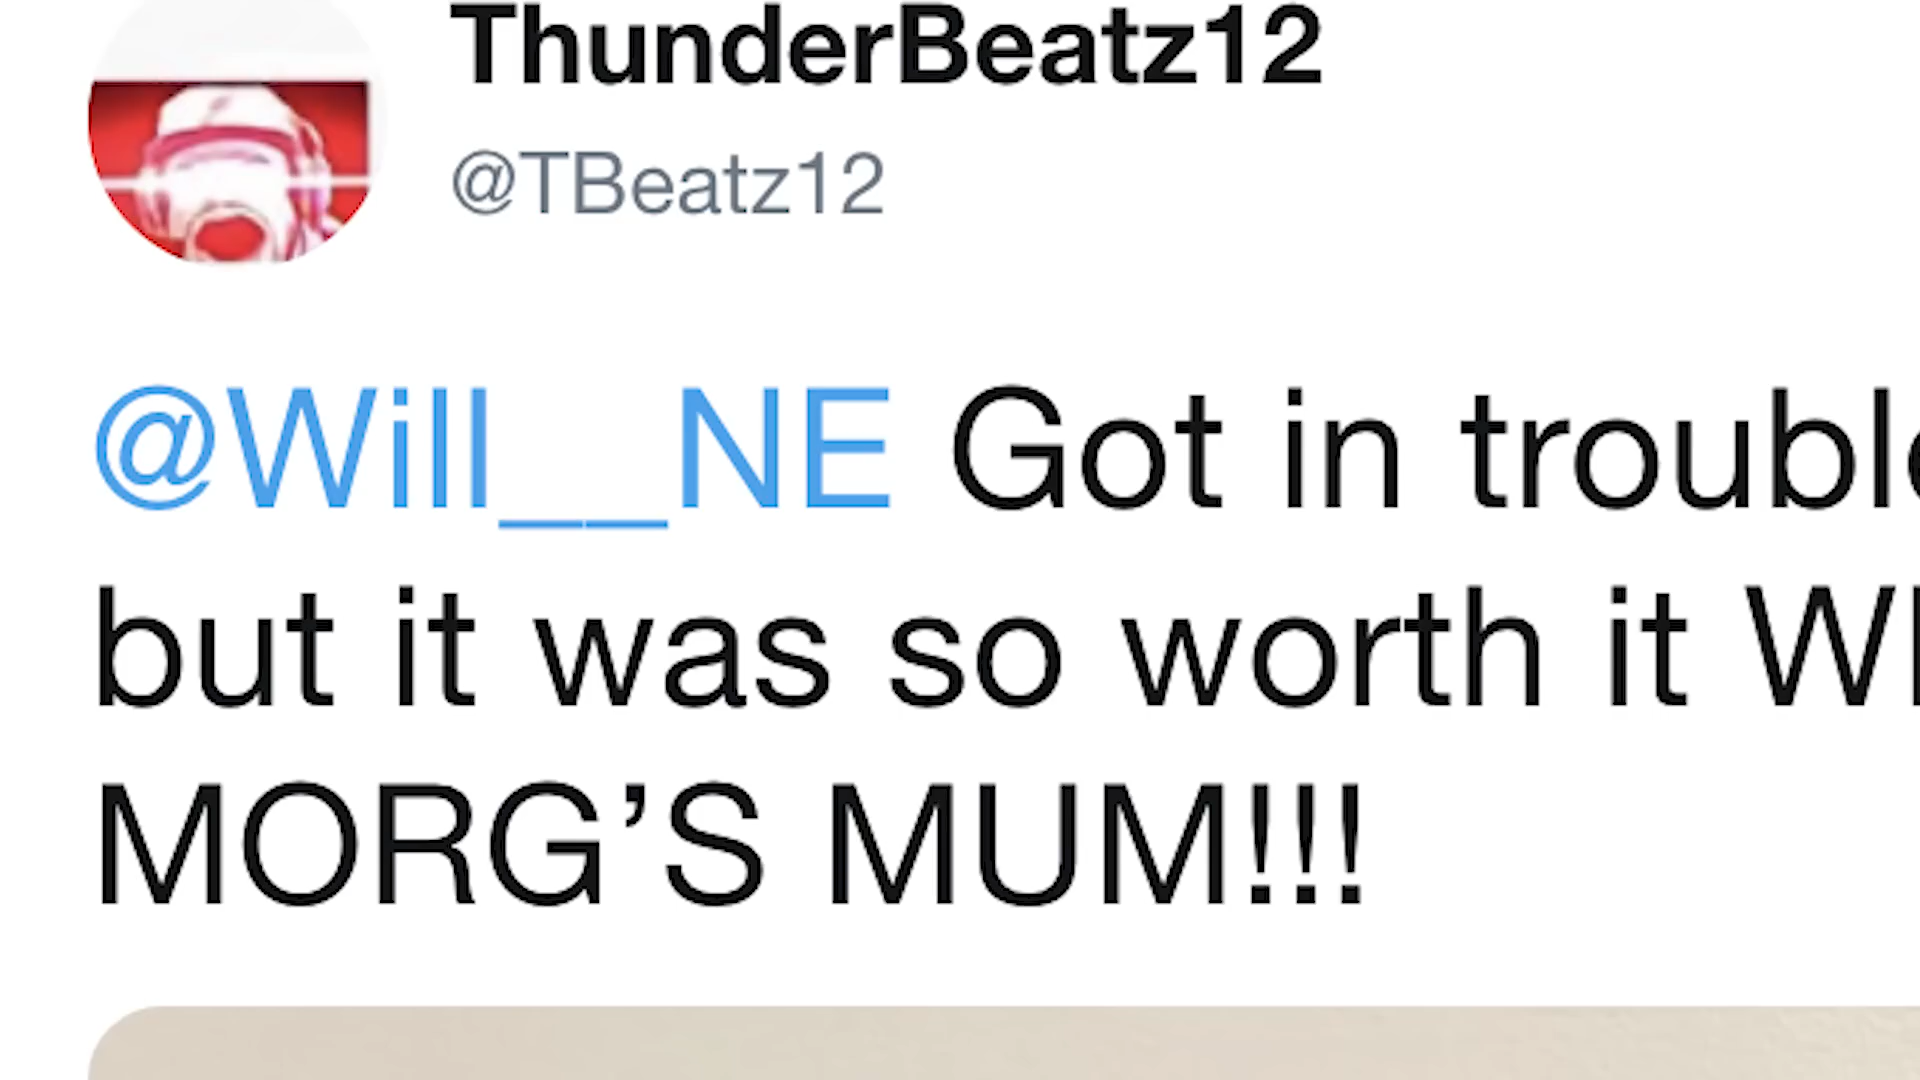 ThunderBeatz12
@TBeatz12
@Will__NE Got in trouble
but it was so worth it
MORG’S MUM!!!